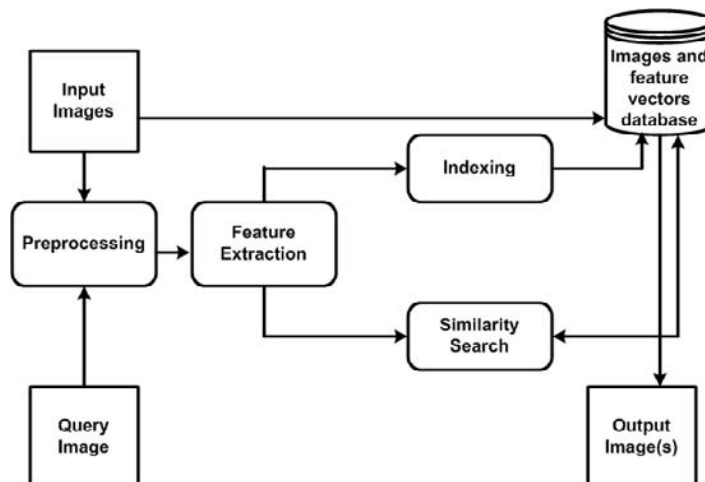 Input
Images
Images and
feature
vectors
database
Indexing
Preprocessing
Feature
Extraction
Similarity
Search
Query
Image
Output
Image(s)